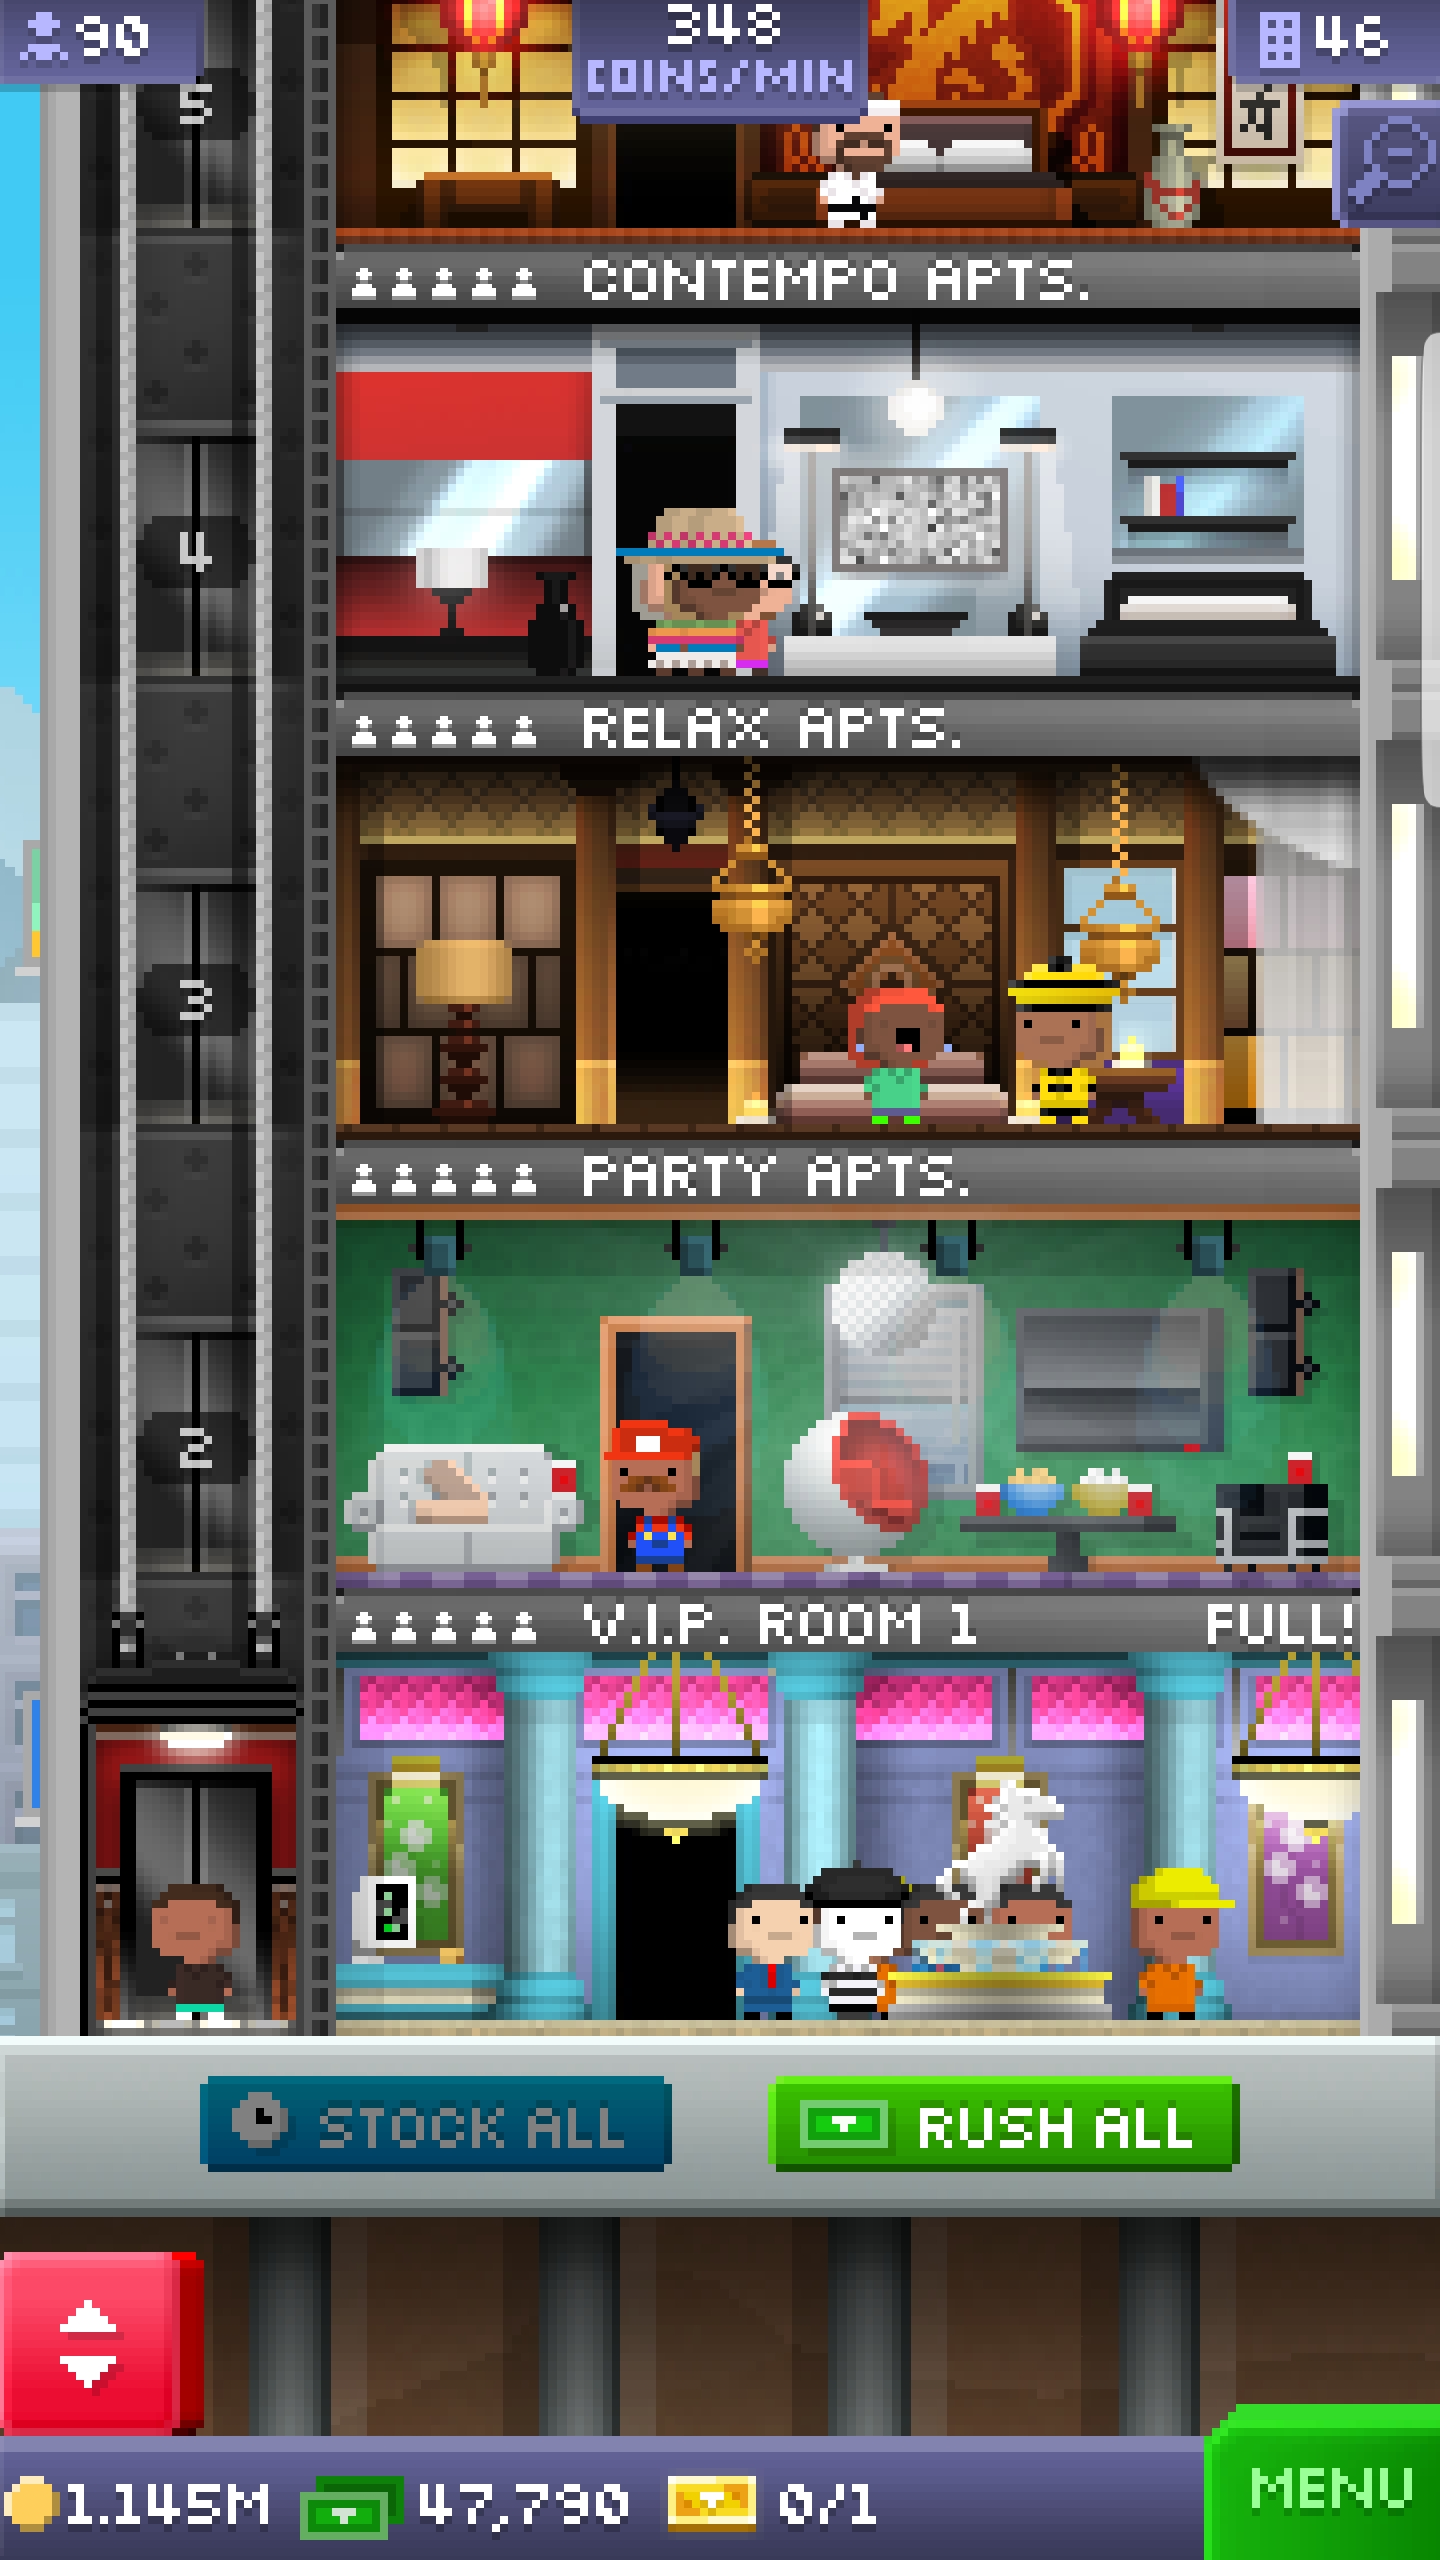 90
348
COINS/MIN
46
5
CONTEMPO APTS.
4
RELAX APTS.
3
PARTY APTS.
2
V.I.P. ROOM 1 FULL!
STOCK ALL
RUSH ALL
1.145M 47,790 0/1
MENU